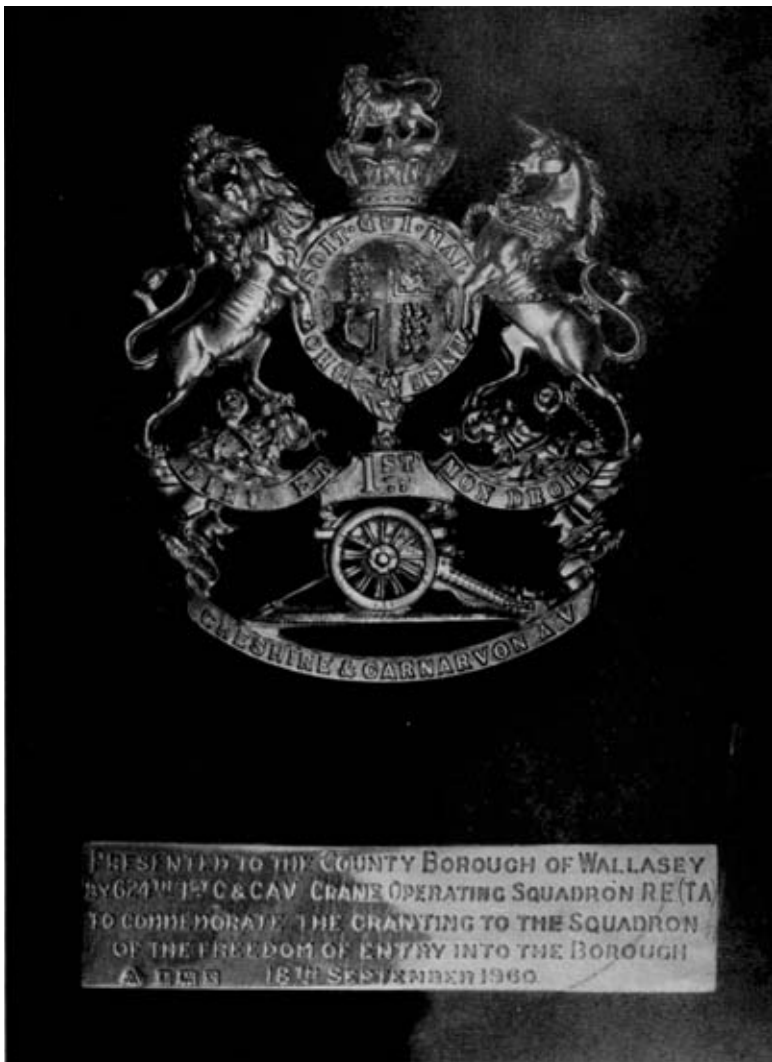 SOIT·QUI·MAL
DIEU ET
1ST
MON DROIT
CHESHIRE & CARNARVON A.V
PRESENTED TO THE COUNTY BOROUGH OF WALLASEY
BY 624TH 1ST C & CAV CRANE OPERATING SQUADRON RE(TA)
TO COMMEMORATE THE GRANTING TO THE SQUADRON
OF THE FREEDOM OF ENTRY INTO THE BOROUGH
18TH SEPTEMBER 1960